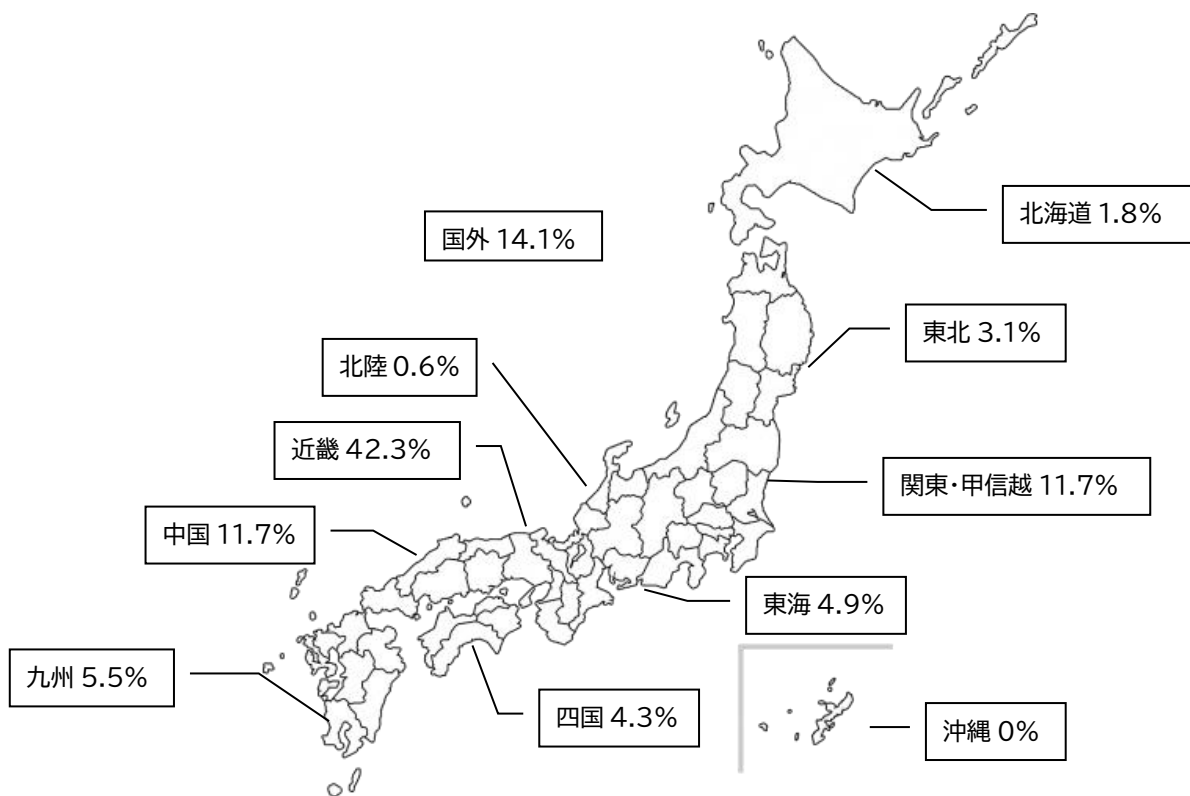 北海道 1.8%
国外 14.1%
東北 3.1%
北陸 0.6%
近畿 42.3%
関東・甲信越 11.7%
中国 11.7%
東海 4.9%
九州 5.5%
四国 4.3%
沖縄 0%